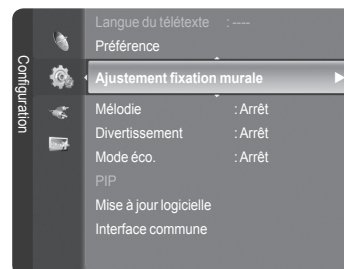 Configuration
Langue du télétexte : ----
Préférence
Ajustement fixation murale
Mélodie : Arrêt
Divertissement : Arrêt
Mode éco. : Arrêt
PIP
Mise à jour logicielle
Interface commune